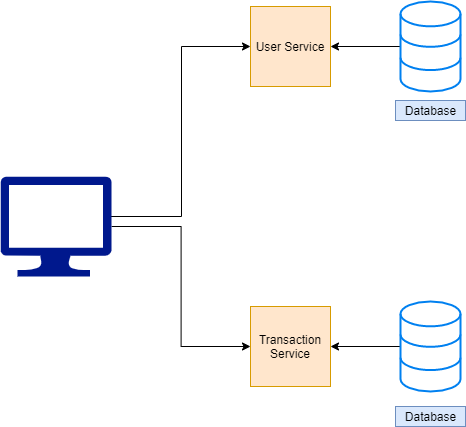 User Service
Database
Transaction
Service
Database